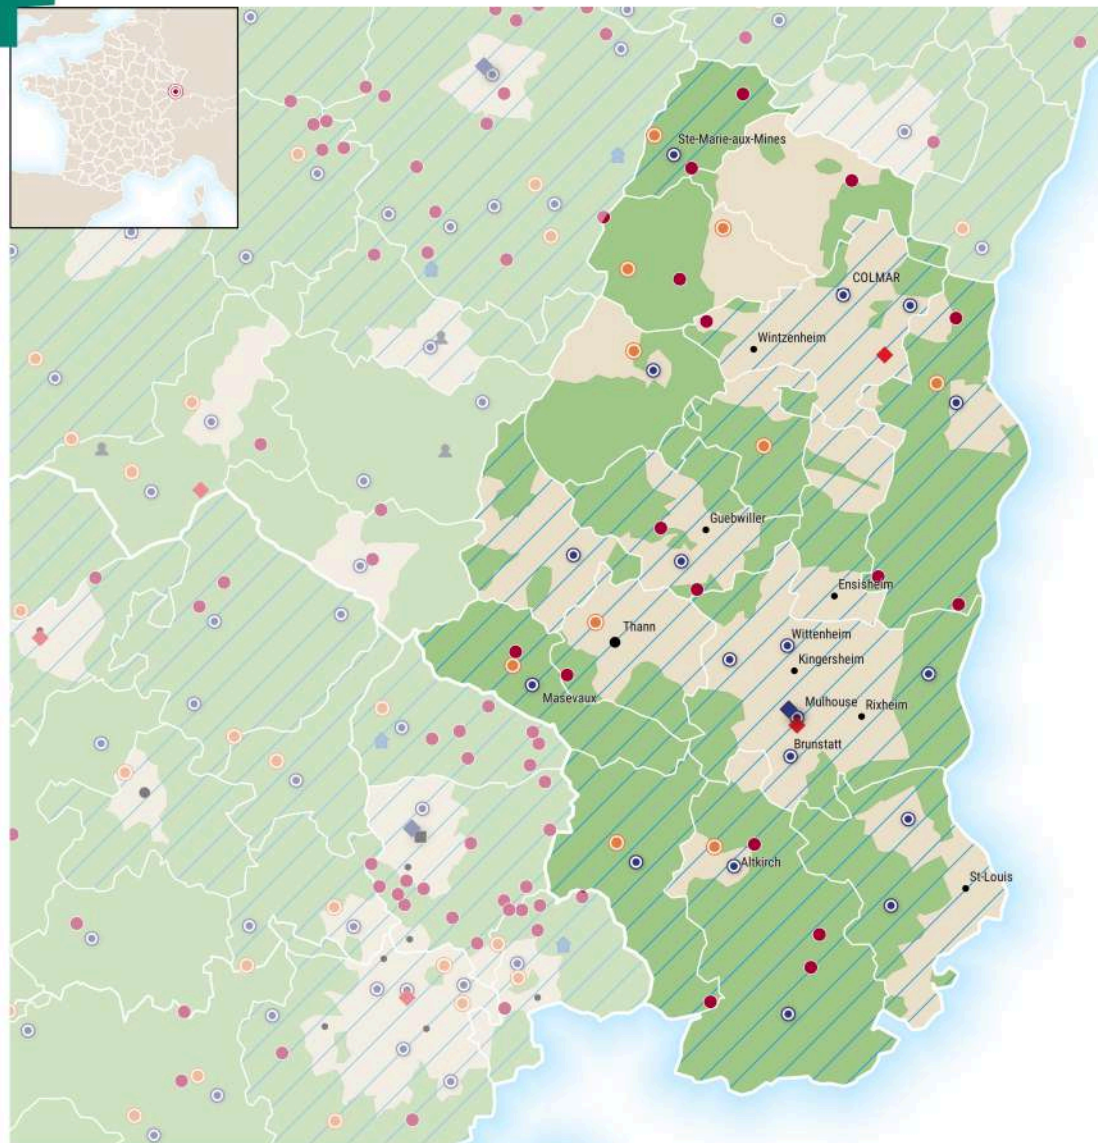 Ste-Marie-aux-Mines
COLMAR
Wintzenheim
Guebwiller
Ensisheim
Thann
Wittenheim
Kingersheim
Masevaux
Mulhouse
Rixheim
Brunstatt
Altkirch
St-Louis